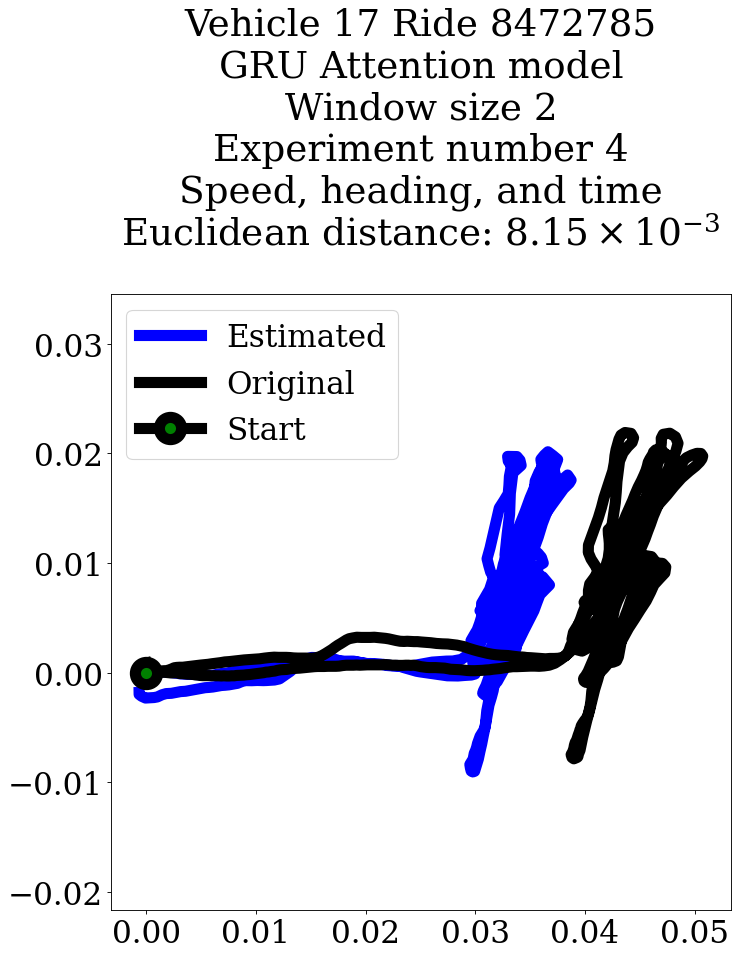 Vehicle 17 Ride 8472785
GRU Attention model
Window size 2
Experiment number 4
Speed, heading, and time
Euclidean distance: 8.15 × 10⁻³
Estimated
Original
Start
0.03
0.02
0.01
0.00
−0.01
−0.02
0.00 0.01 0.02 0.03 0.04 0.05